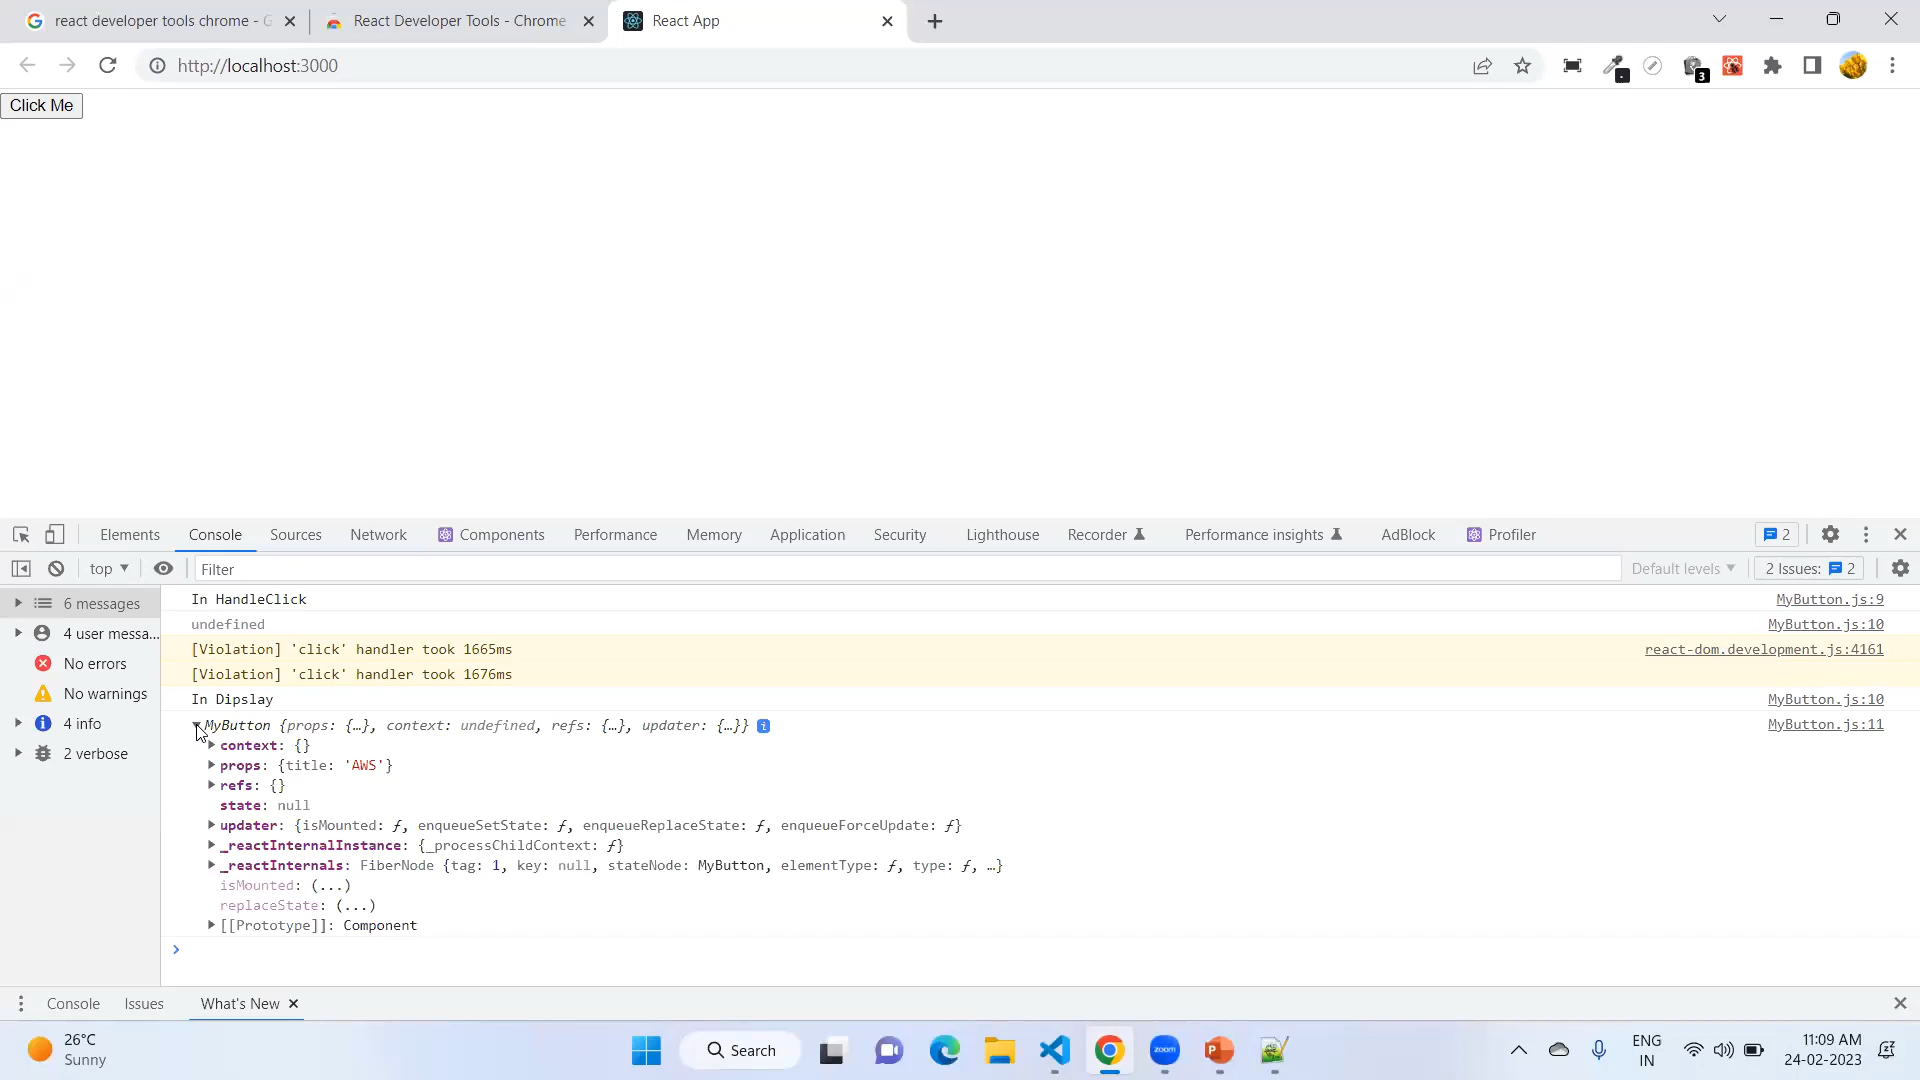 react developer tools chrome - G
React Developer Tools - Chrome
React App
http://localhost:3000
3
Click Me
Elements
Console
Sources
Network
Components
Performance
Memory
Application
Security
Lighthouse
Recorder
Performance insights
AdBlock
Profiler
2
top
Filter
Default levels
2 Issues: 2
6 messages
4 user messa...
No errors
No warnings
4 info
2 verbose
In HandleClick MyButton.js:9
undefined MyButton.js:10
[Violation] 'click' handler took 1665ms react-dom.development.js:4161
[Violation] 'click' handler took 1676ms
In Dipslay MyButton.js:10
MyButton {props: {…}, context: undefined, refs: {…}, updater: {…}} i MyButton.js:11
context: {}
props: {title: 'AWS'}
refs: {}
state: null
updater: {isMounted: ƒ, enqueueSetState: ƒ, enqueueReplaceState: ƒ, enqueueForceUpdate: ƒ}
_reactInternalInstance: {_processChildContext: ƒ}
_reactInternals: FiberNode {tag: 1, key: null, stateNode: MyButton, elementType: ƒ, type: ƒ, …}
isMounted: (...)
replaceState: (...)
[[Prototype]]: Component
Console
Issues
What's New
26°C
Sunny
Search
zoom
ENG
IN
11:09 AM
24-02-2023